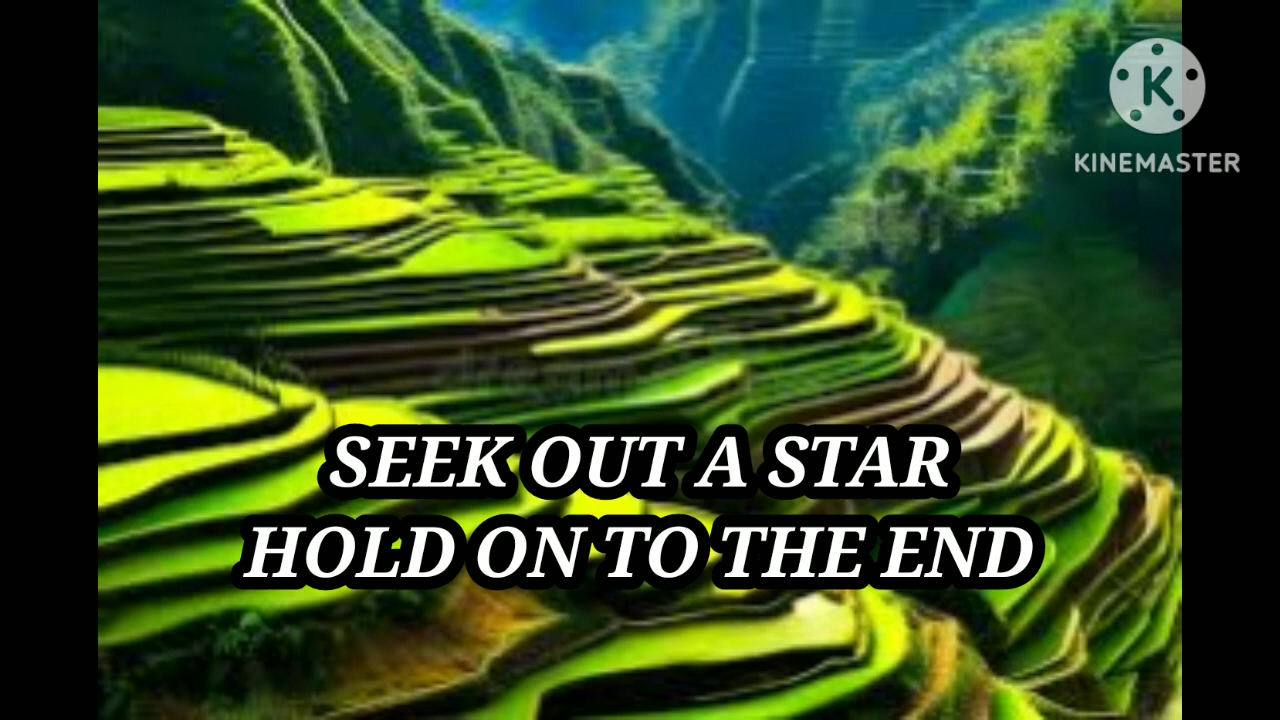 K
KINEMASTER
SEEK OUT A STAR
HOLD ON TO THE END